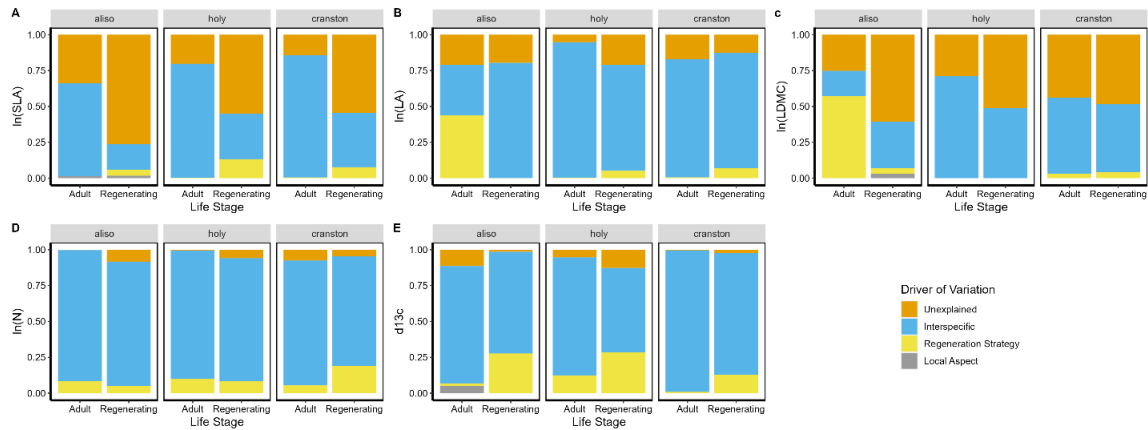 A
aliso
holy
cranston
ln(SLA)
1.00
0.75
0.50
0.25
0.00
Adult Regenerating
Adult Regenerating
Adult Regenerating
Life Stage
B
aliso
holy
cranston
ln(LA)
1.00
0.75
0.50
0.25
0.00
Adult Regenerating
Adult Regenerating
Adult Regenerating
Life Stage
c
aliso
holy
cranston
ln(LDMC)
1.00
0.75
0.50
0.25
0.00
Adult Regenerating
Adult Regenerating
Adult Regenerating
Life Stage
D
aliso
holy
cranston
ln(N)
1.00
0.75
0.50
0.25
0.00
Adult Regenerating
Adult Regenerating
Adult Regenerating
Life Stage
E
aliso
holy
cranston
d13c
1.00
0.75
0.50
0.25
0.00
Adult Regenerating
Adult Regenerating
Adult Regenerating
Life Stage
Driver of Variation
Unexplained
Interspecific
Regeneration Strategy
Local Aspect